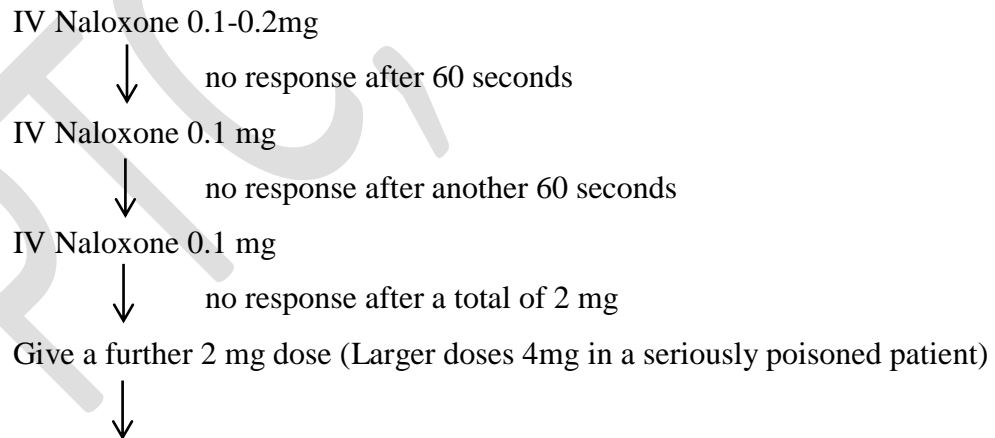 IV Naloxone 0.1-0.2mg
no response after 60 seconds
IV Naloxone 0.1 mg
no response after another 60 seconds
IV Naloxone 0.1 mg
no response after a total of 2 mg
Give a further 2 mg dose (Larger doses 4mg in a seriously poisoned patient)